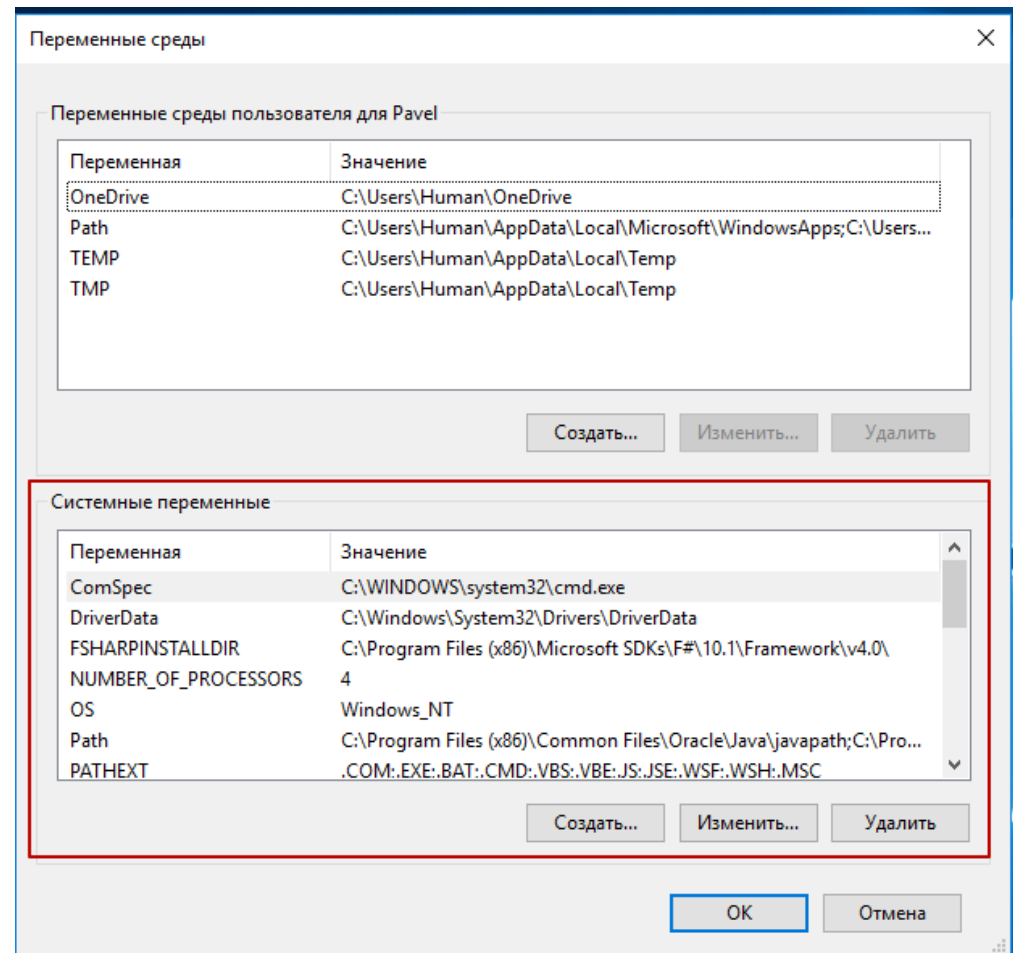 Переменные среды
Переменные среды пользователя для Pavel
Переменная Значение
OneDrive C:\Users\Human\OneDrive
Path C:\Users\Human\AppData\Local\Microsoft\WindowsApps;C:\Users...
TEMP C:\Users\Human\AppData\Local\Temp
TMP C:\Users\Human\AppData\Local\Temp
Создать... Изменить... Удалить
Системные переменные
Переменная Значение
ComSpec C:\WINDOWS\system32\cmd.exe
DriverData C:\Windows\System32\Drivers\DriverData
FSHARPINSTALLDIR C:\Program Files (x86)\Microsoft SDKs\F#\10.1\Framework\v4.0\
NUMBER_OF_PROCESSORS 4
OS Windows_NT
Path C:\Program Files (x86)\Common Files\Oracle\Java\javapath;C:\Pro...
PATHEXT .COM;.EXE;.BAT;.CMD;.VBS;.VBE;.JS;.JSE;.WSF;.WSH;.MSC
Создать... Изменить... Удалить
ОК Отмена